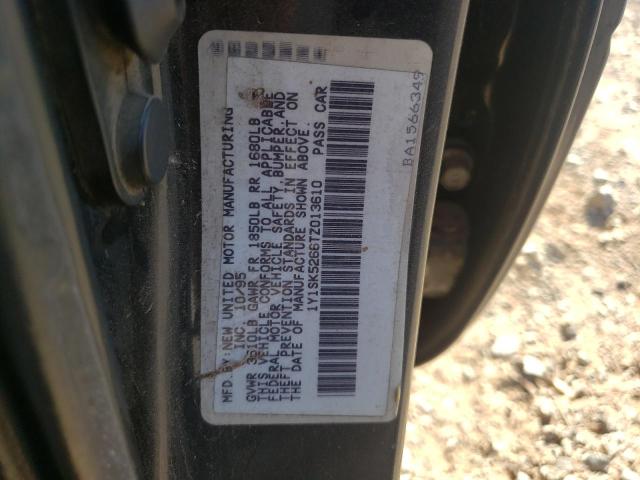 MFD. BY: NEW UNITED MOTOR MANUFACTURING
INC. 10/95
GVWR 3610LB GAWR FR 1850LB RR 1680LB
THIS VEHICLE CONFORMS TO ALL APPLICABLE
FEDERAL MOTOR VEHICLE SAFETY, BUMPER, AND
THEFT PREVENTION STANDARDS IN EFFECT ON
THE DATE OF MANUFACTURE SHOWN ABOVE.
1Y1SK5266TZ013610 PASS CAR
BA1566349